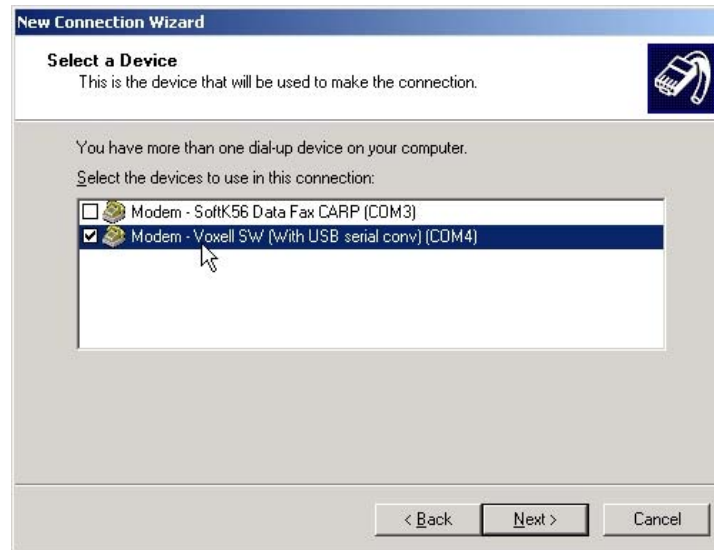 New Connection Wizard
Select a Device
This is the device that will be used to make the connection.
You have more than one dial-up device on your computer.
Select the devices to use in this connection:
Modem - SoftK56 Data Fax CARP (COM3)
Modem - Voxell SW (With USB serial conv) (COM4)
< Back
Next >
Cancel